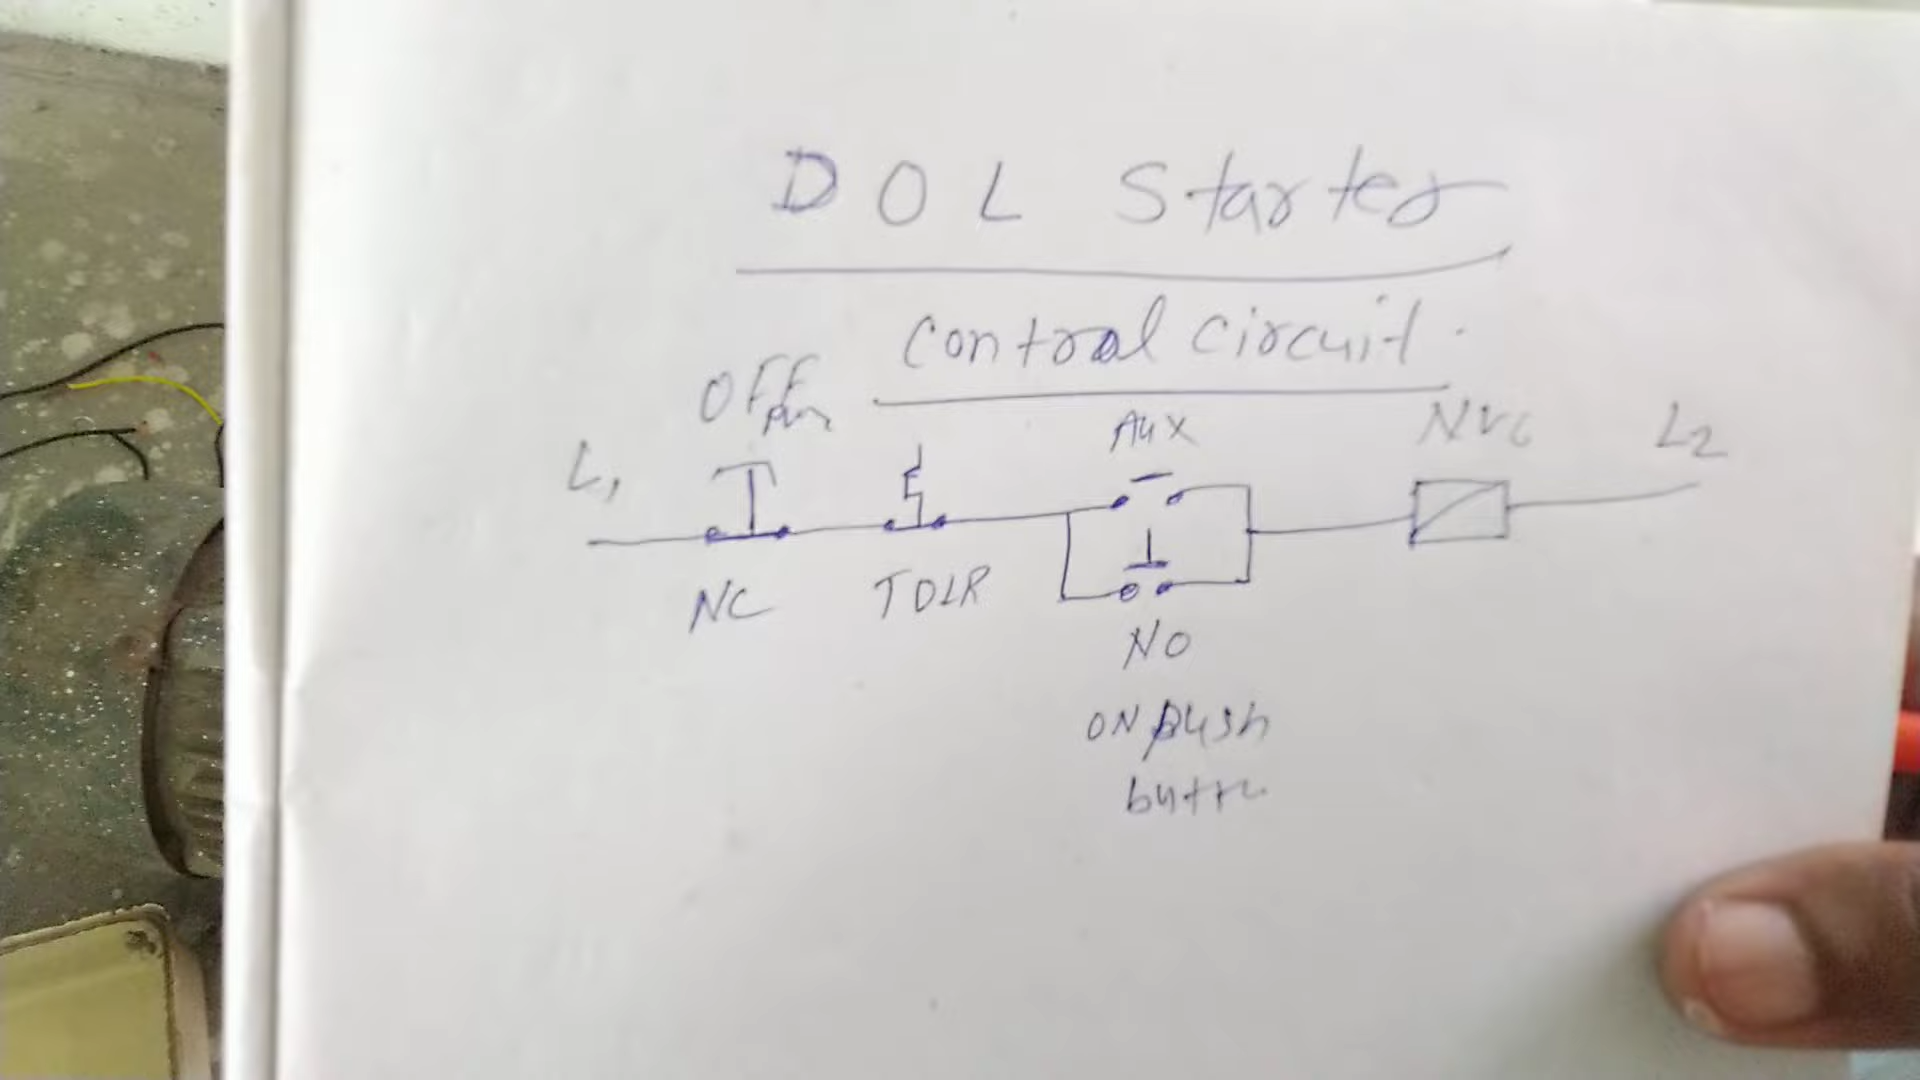 DOL Starter
Control circuit.
OFF
AUX
NVC
L1
L2
NC
TOLR
NO
ON push
button